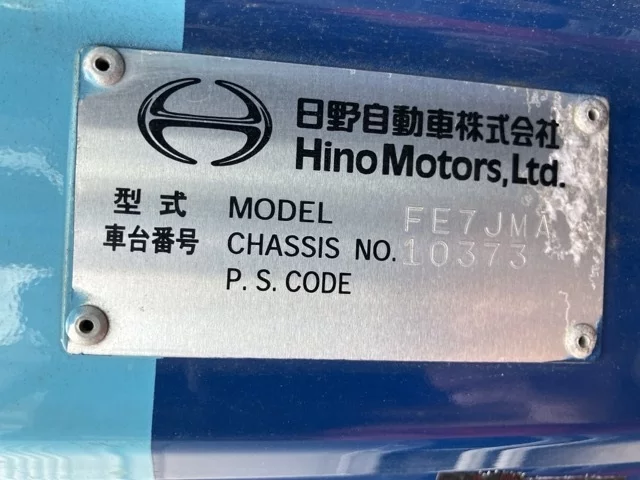 日野自動車株式会社
Hino Motors, Ltd.
型式 MODEL FE7JMA
車台番号 CHASSIS NO. 10373
P. S. CODE